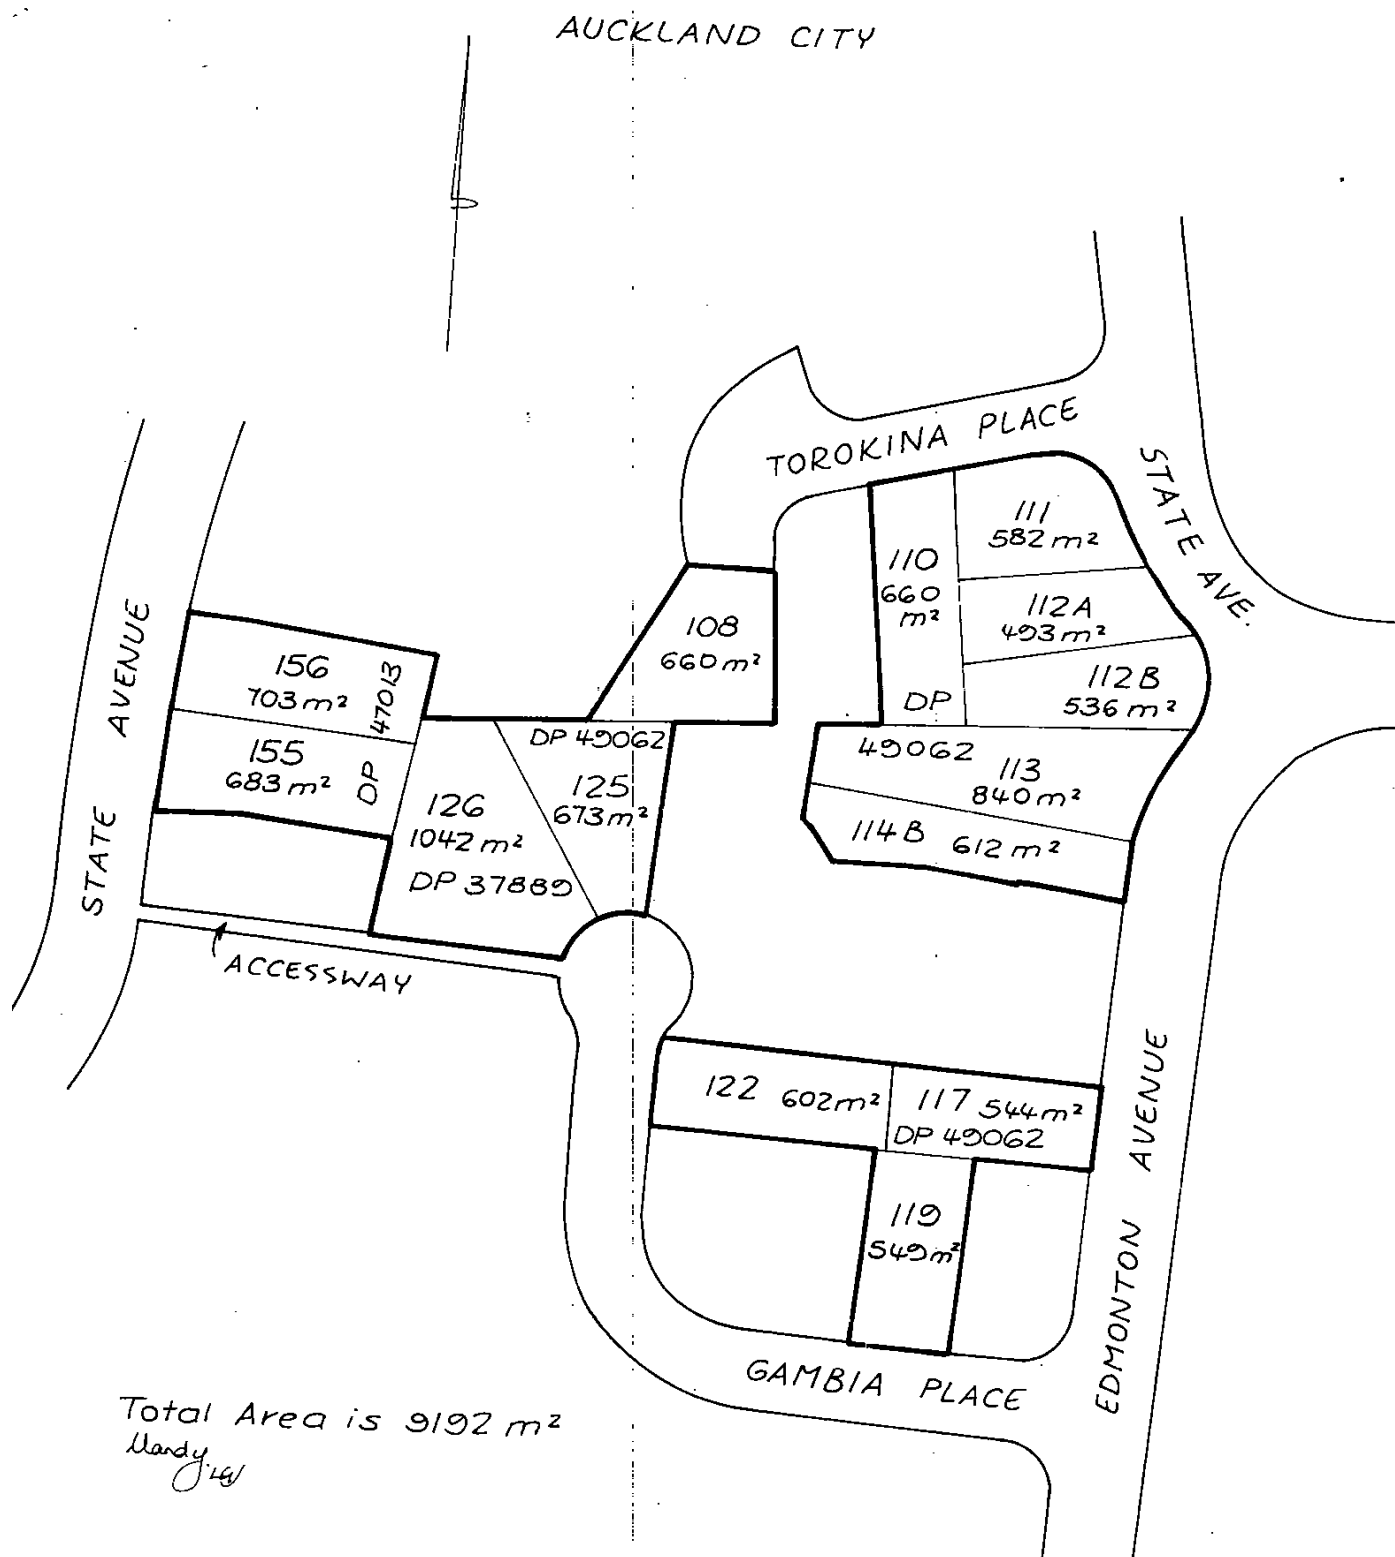 AUCKLAND CITY
TOROKINA PLACE
STATE AVE.
111
582 m²
110
660
m²
112A
493 m²
112B
536 m²
DP
49062
113
840 m²
114B 612 m²
108
660 m²
STATE AVENUE
156
703 m²
DP 47013
155
683 m²
DP 49062
125
673 m²
126
1042 m²
DP 37889
ACCESSWAY
122 602 m²
117 544 m²
DP 49062
119
549 m²
EDMONTON AVENUE
GAMBIA PLACE
Total Area is 9192 m²